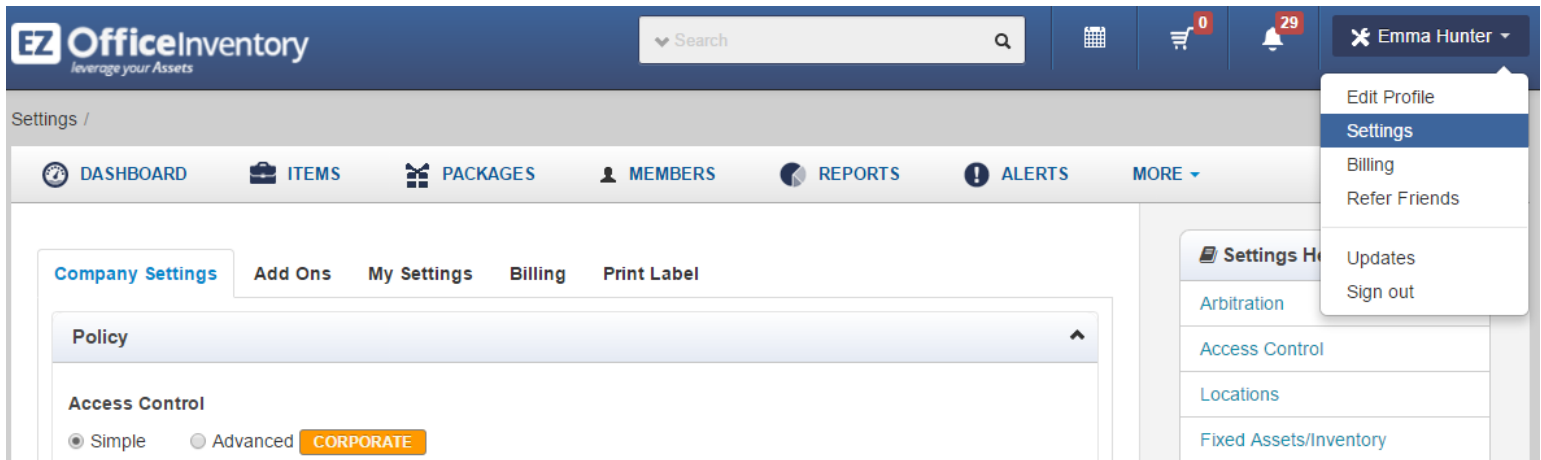 EZ OfficeInventory
leverage your Assets
Search
0
29
Emma Hunter
Edit Profile
Settings
Billing
Refer Friends
Updates
Sign out
Settings /
DASHBOARD ITEMS PACKAGES MEMBERS REPORTS ALERTS MORE
Company Settings Add Ons My Settings Billing Print Label
Policy
Access Control
Simple Advanced CORPORATE
Settings H
Arbitration
Access Control
Locations
Fixed Assets/Inventory